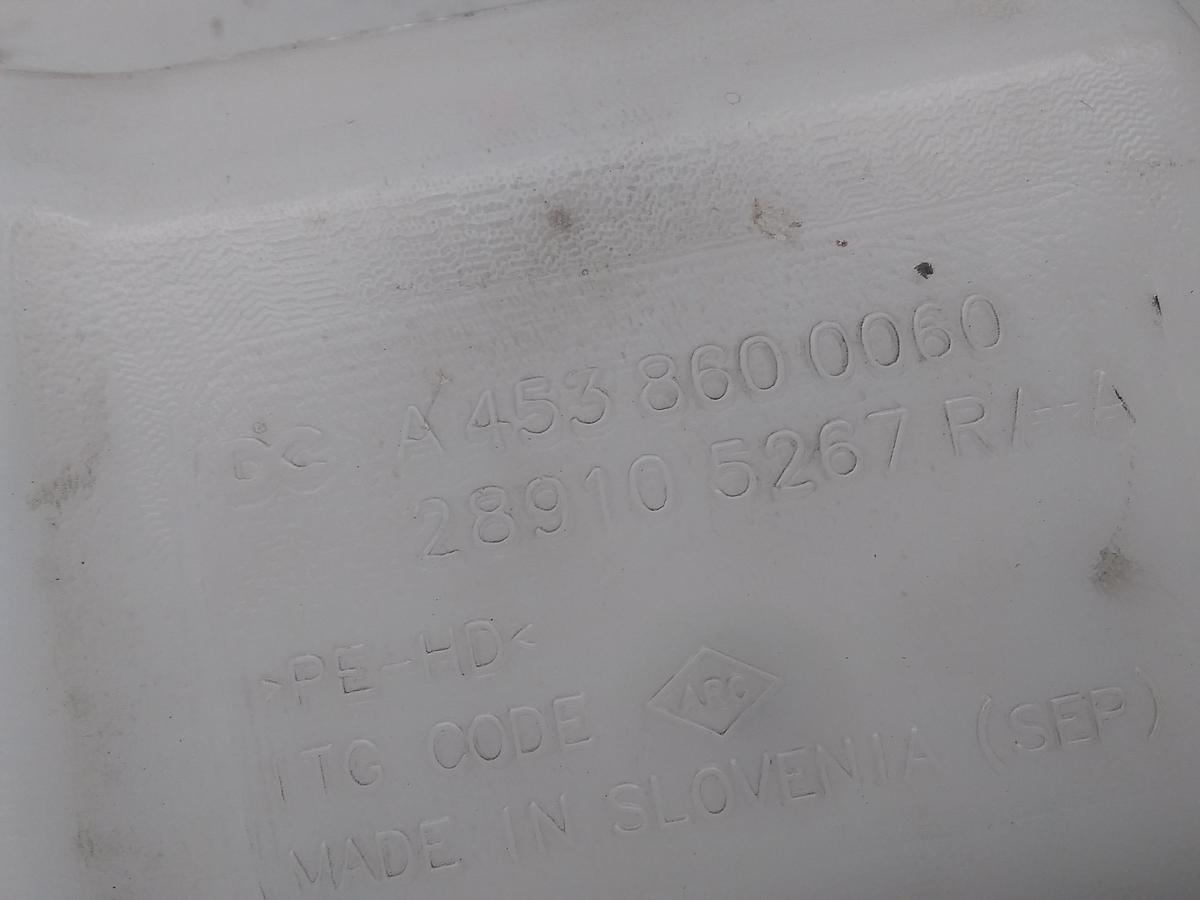 A 453 860 0060
28910 5267 R/--A
>PE-HD<
ITG CODE
MADE IN SLOVENIA (SEP)